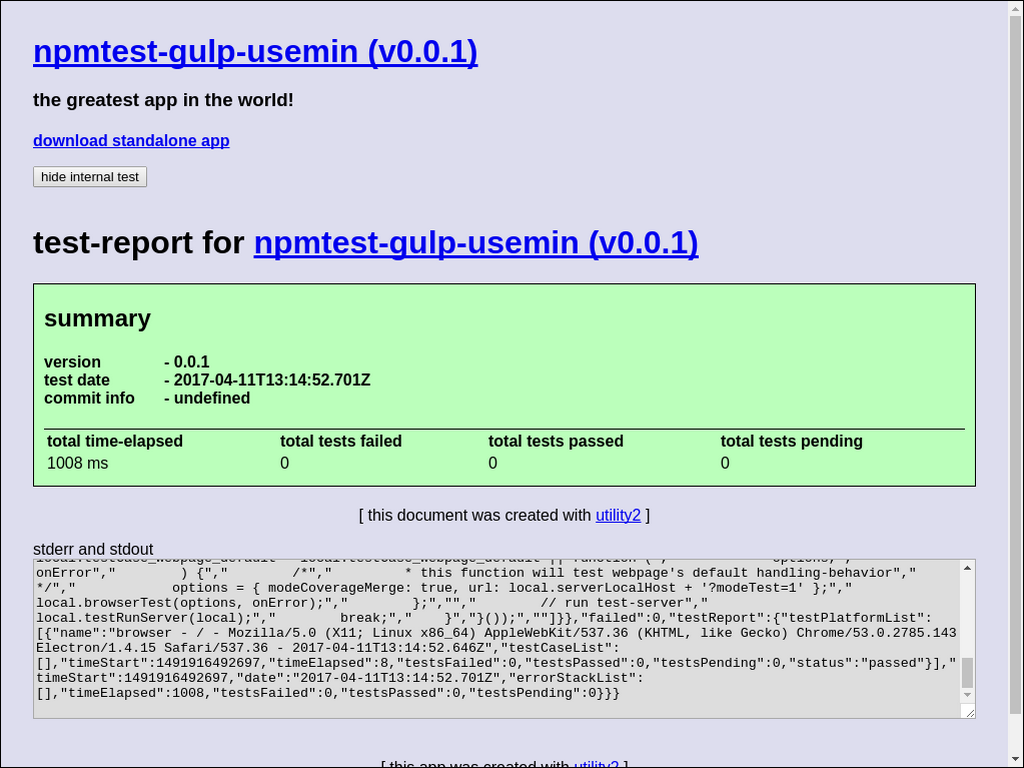 npmtest-gulp-usemin (v0.0.1)
the greatest app in the world!
download standalone app
hide internal test
test-report for npmtest-gulp-usemin (v0.0.1)
summary
version - 0.0.1
test date - 2017-04-11T13:14:52.701Z
commit info - undefined
total time-elapsed total tests failed total tests passed total tests pending
1008 ms 0 0 0
[ this document was created with utility2 ]
stderr and stdout
local.testCase_webpage_default = local.testCase_webpage_default || function ("," options,","
onError"," ) {"," /*"," * this function will test webpage's default handling-behavior","
*/"," options = { modeCoverageMerge: true, url: local.serverLocalHost + '?modeTest=1' };","
local.browserTest(options, onError);"," };",""," // run test-server","
local.testRunServer(local);"," break;"," }","}());",""]}},"failed":0,"testReport":{"testPlatformList":
[{"name":"browser - / - Mozilla/5.0 (X11; Linux x86_64) AppleWebKit/537.36 (KHTML, like Gecko) Chrome/53.0.2785.143
Electron/1.4.15 Safari/537.36 - 2017-04-11T13:14:52.646Z","testCaseList":
[],"timeStart":1491916492697,"timeElapsed":8,"testsFailed":0,"testsPassed":0,"testsPending":0,"status":"passed"}],"
timeStart":1491916492697,"date":"2017-04-11T13:14:52.701Z","errorStackList":
[],"timeElapsed":1008,"testsFailed":0,"testsPassed":0,"testsPending":0}}}
[ this app was created with utility2 ]